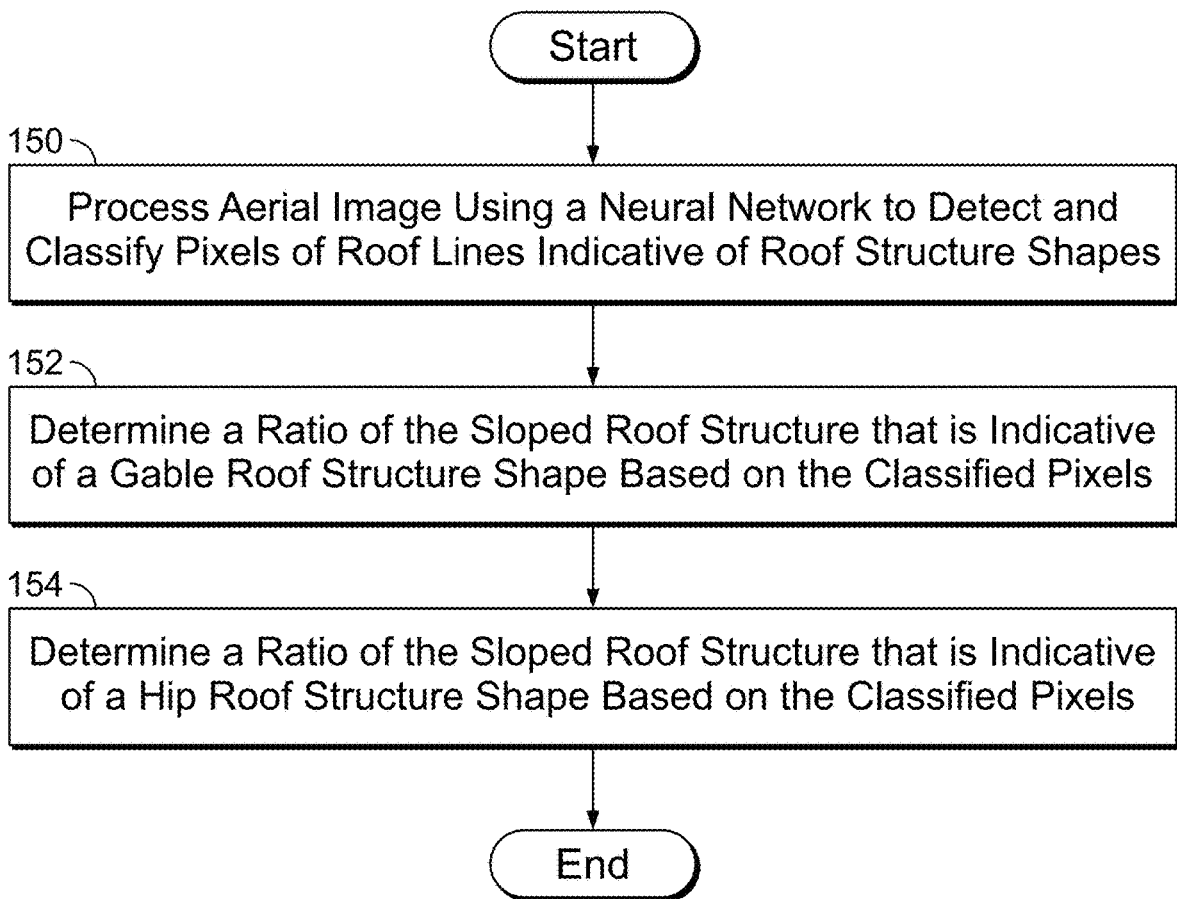 Start
150
Process Aerial Image Using a Neural Network to Detect and
Classify Pixels of Roof Lines Indicative of Roof Structure Shapes
152
Determine a Ratio of the Sloped Roof Structure that is Indicative
of a Gable Roof Structure Shape Based on the Classified Pixels
154
Determine a Ratio of the Sloped Roof Structure that is Indicative
of a Hip Roof Structure Shape Based on the Classified Pixels
End